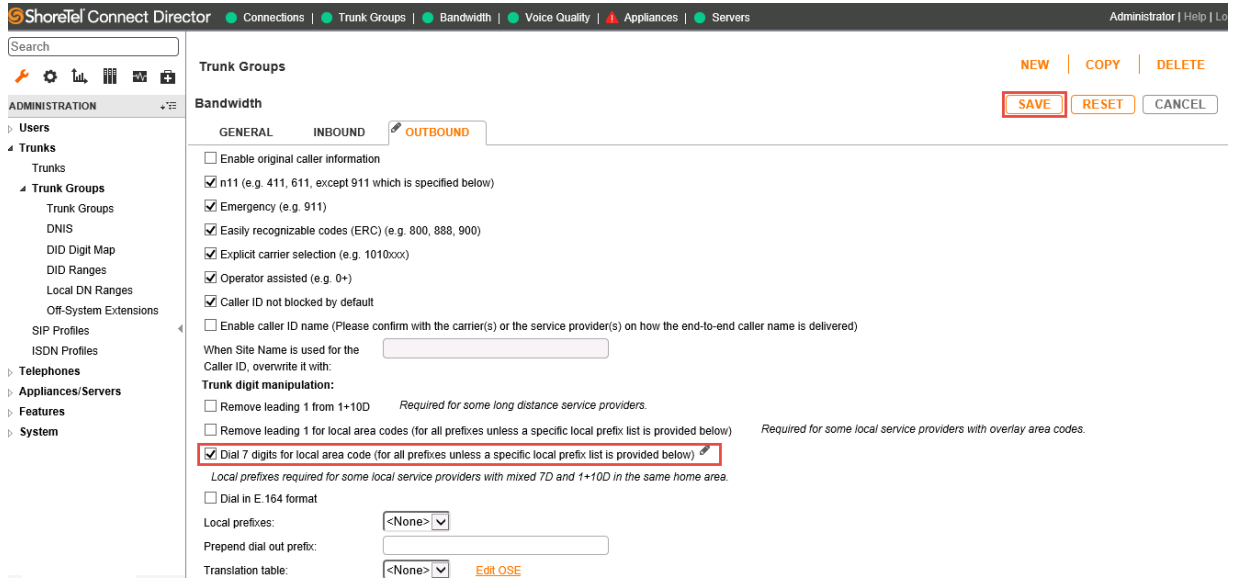 ShoreTel Connect Director Connections | Trunk Groups | Bandwidth | Voice Quality | Appliances | Servers Administrator | Help | Lo
Search
ADMINISTRATION
Users
Trunks
Trunks
Trunk Groups
Trunk Groups
DNIS
DID Digit Map
DID Ranges
Local DN Ranges
Off-System Extensions
SIP Profiles
ISDN Profiles
Telephones
Appliances/Servers
Features
System
Trunk Groups NEW COPY DELETE
Bandwidth SAVE RESET CANCEL
GENERAL INBOUND OUTBOUND
Enable original caller information
n11 (e.g. 411, 611, except 911 which is specified below)
Emergency (e.g. 911)
Easily recognizable codes (ERC) (e.g. 800, 888, 900)
Explicit carrier selection (e.g. 1010xxx)
Operator assisted (e.g. 0+)
Caller ID not blocked by default
Enable caller ID name (Please confirm with the carrier(s) or the service provider(s) on how the end-to-end caller name is delivered)
When Site Name is used for the
Caller ID, overwrite it with:
Trunk digit manipulation:
Remove leading 1 from 1+10D Required for some long distance service providers.
Remove leading 1 for local area codes (for all prefixes unless a specific local prefix list is provided below) Required for some local service providers with overlay area codes.
Dial 7 digits for local area code (for all prefixes unless a specific local prefix list is provided below)
Local prefixes required for some local service providers with mixed 7D and 1+10D in the same home area.
Dial in E.164 format
Local prefixes: <None>
Prepend dial out prefix:
Translation table: <None> Edit OSE